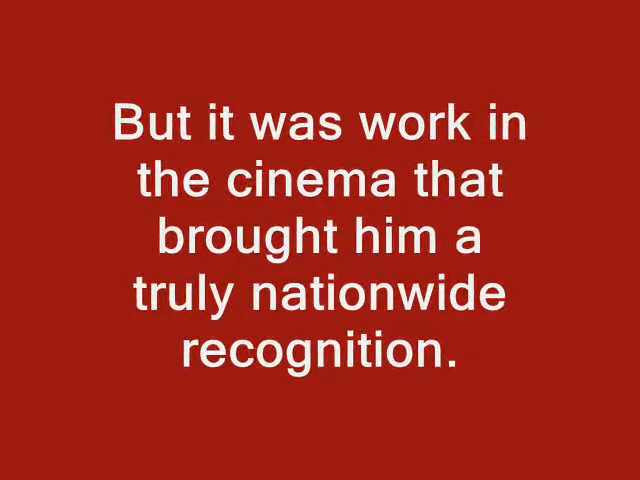 But it was work in
the cinema that
brought him a
truly nationwide
recognition.